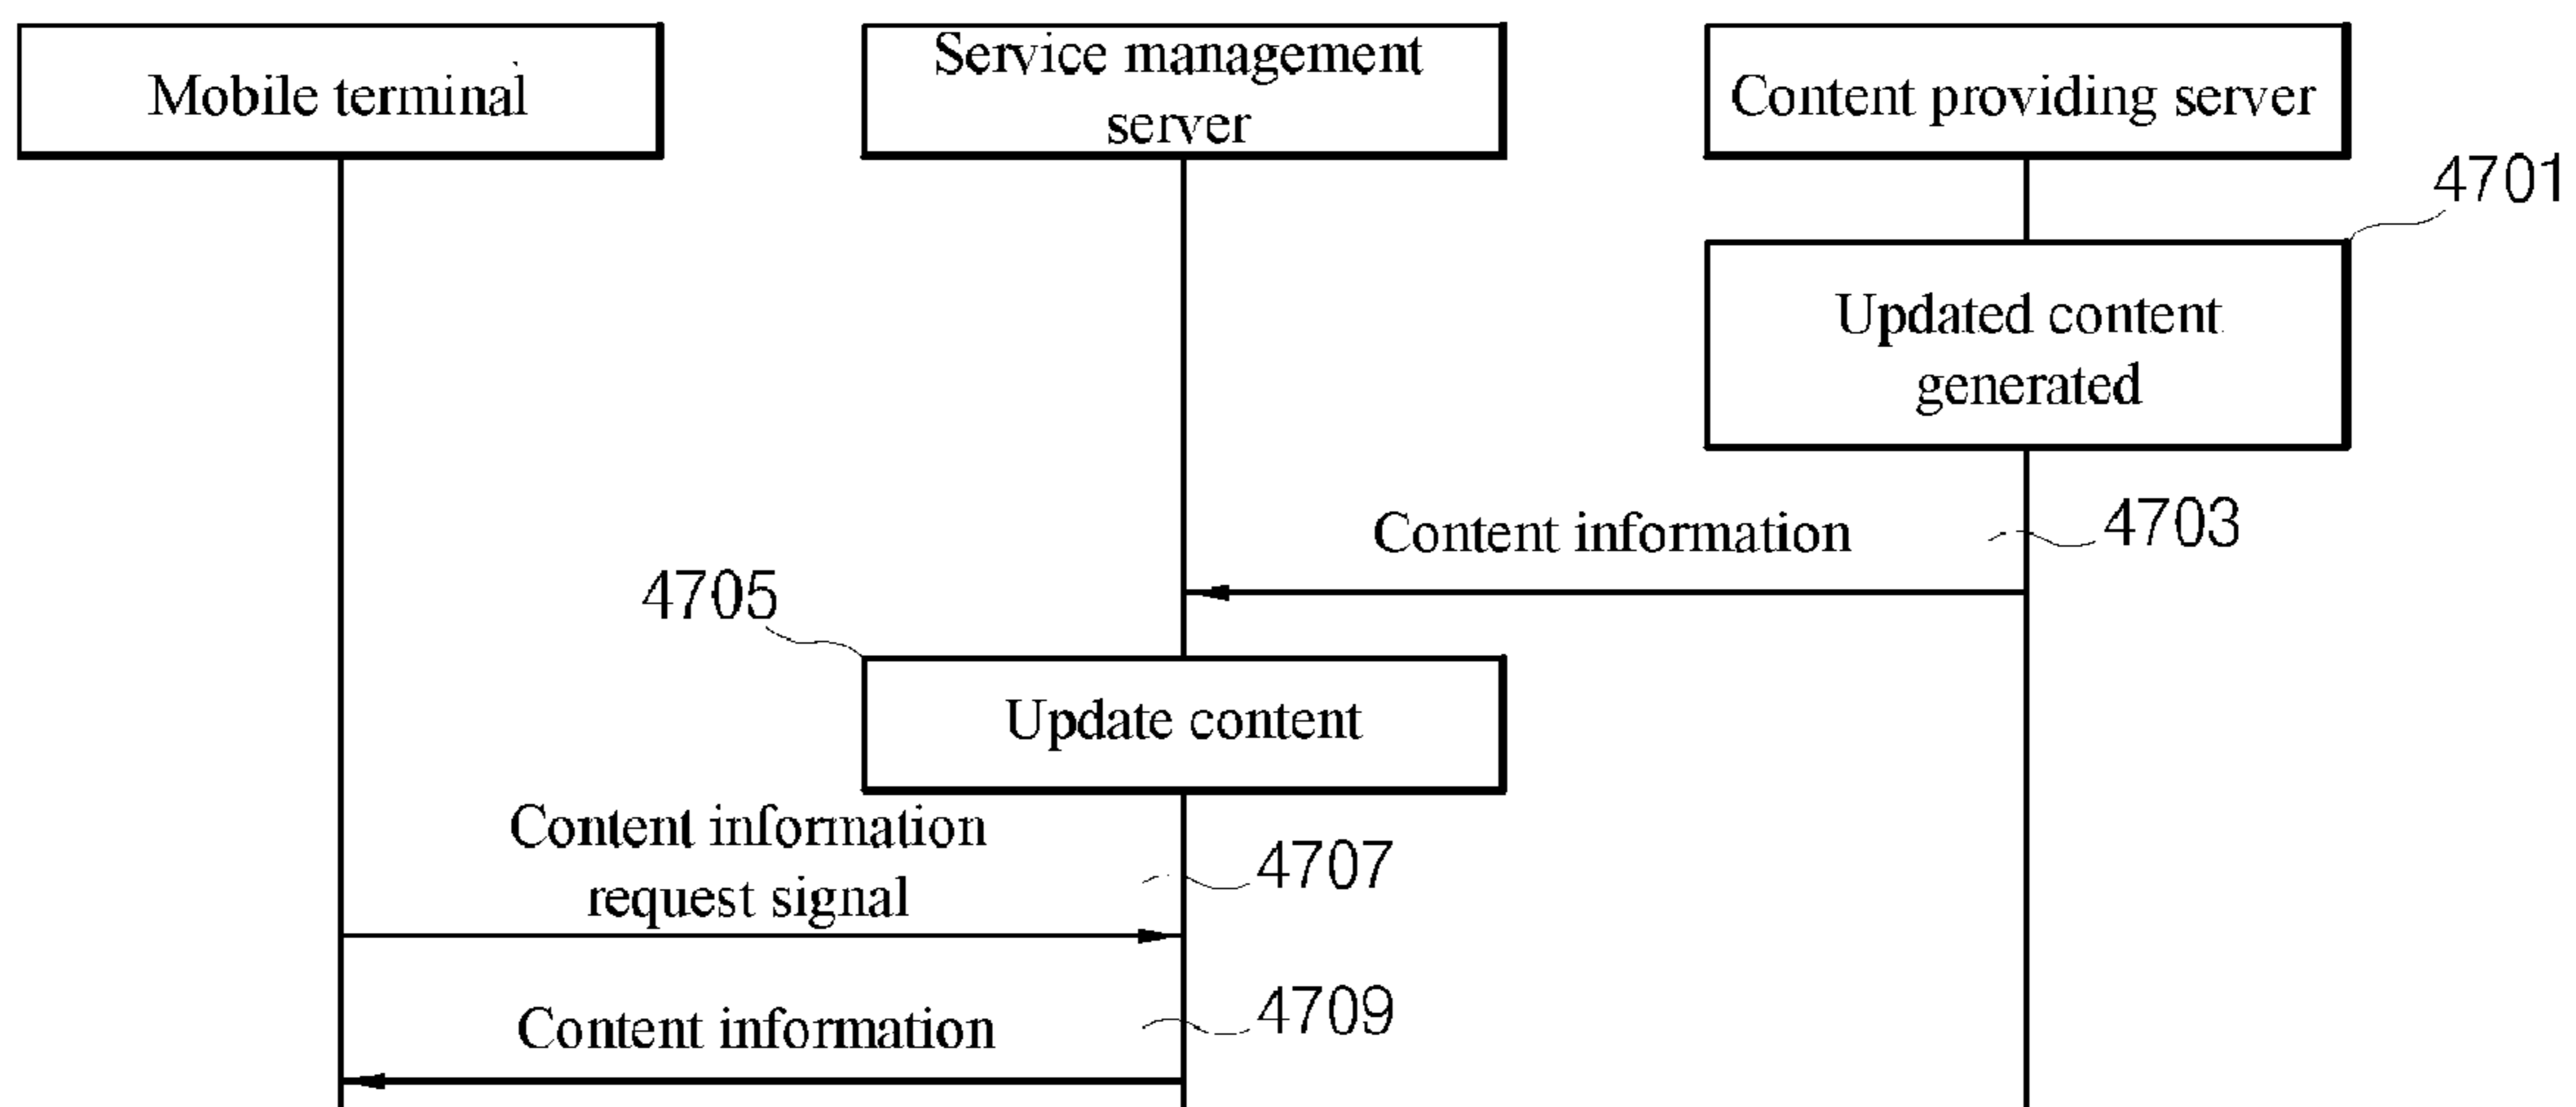 Mobile terminal
Service management
server
Content providing server
4701
Updated content
generated
Content information
4703
4705
Update content
Content information
request signal
4707
Content information
4709